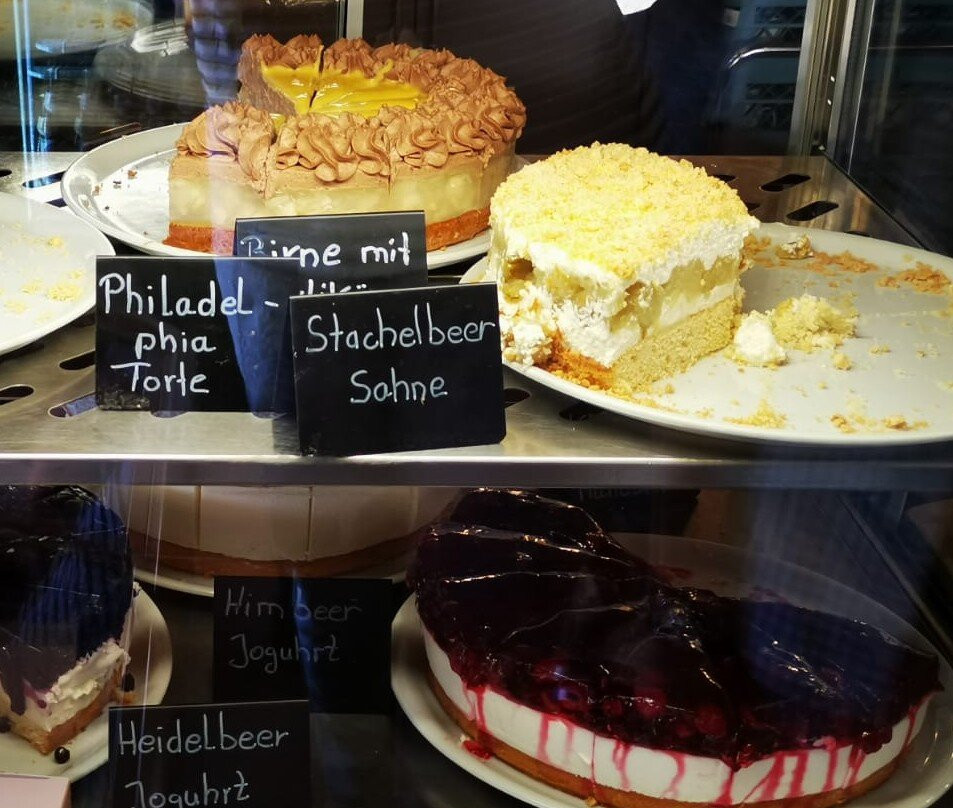 Birne mit
Philadel-
phia
Torte
Stachelbeer
Sahne
Himbeer
Joguhrt
Heidelbeer
Joguhrt